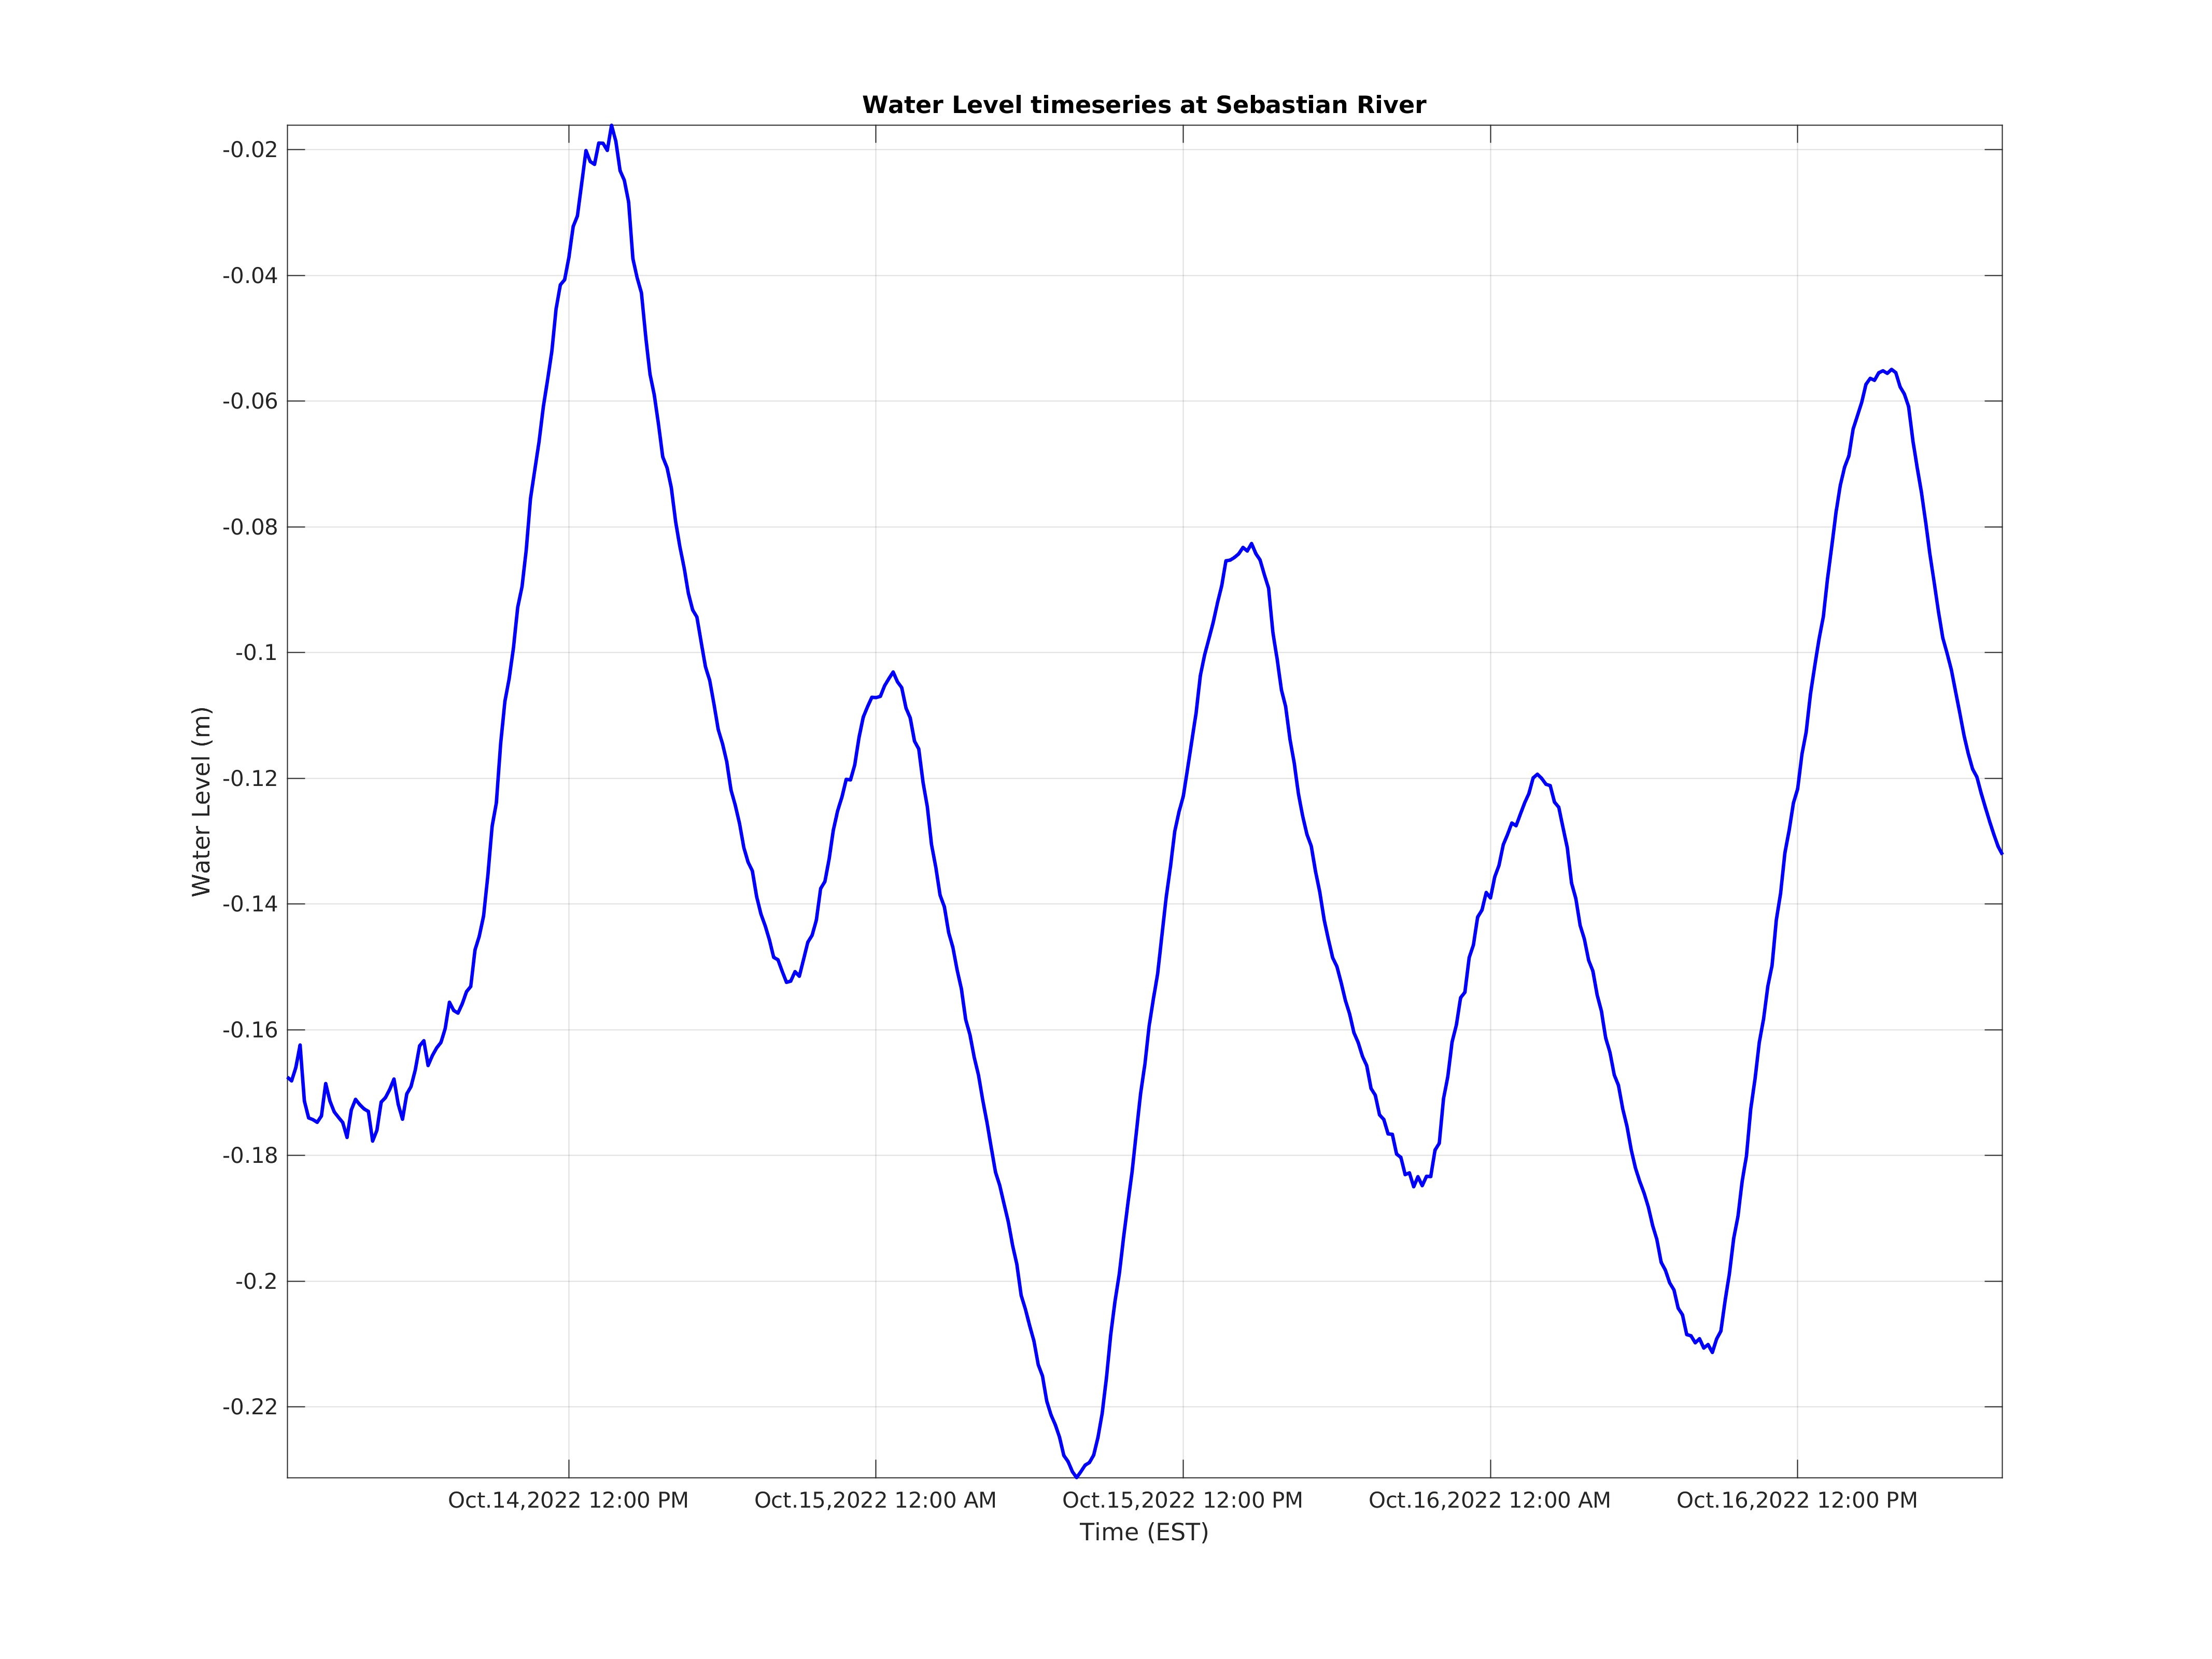 Water Level timeseries at Sebastian River
-0.02
-0.04
-0.06
-0.08
-0.1
-0.12
-0.14
-0.16
-0.18
-0.2
-0.22
Water Level (m)
Oct.14,2022 12:00 PM
Oct.15,2022 12:00 AM
Oct.15,2022 12:00 PM
Oct.16,2022 12:00 AM
Oct.16,2022 12:00 PM
Time (EST)